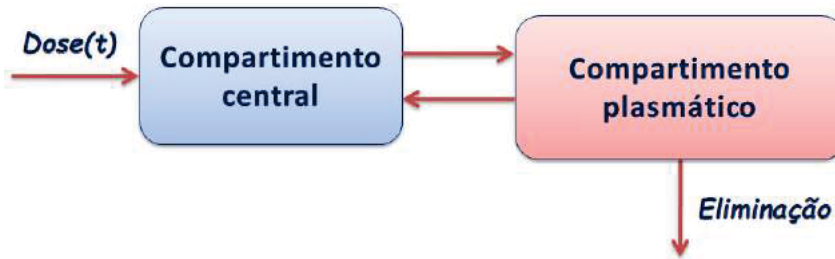 Dose(t)
Compartimento
central
Compartimento
plasmático
Eliminação